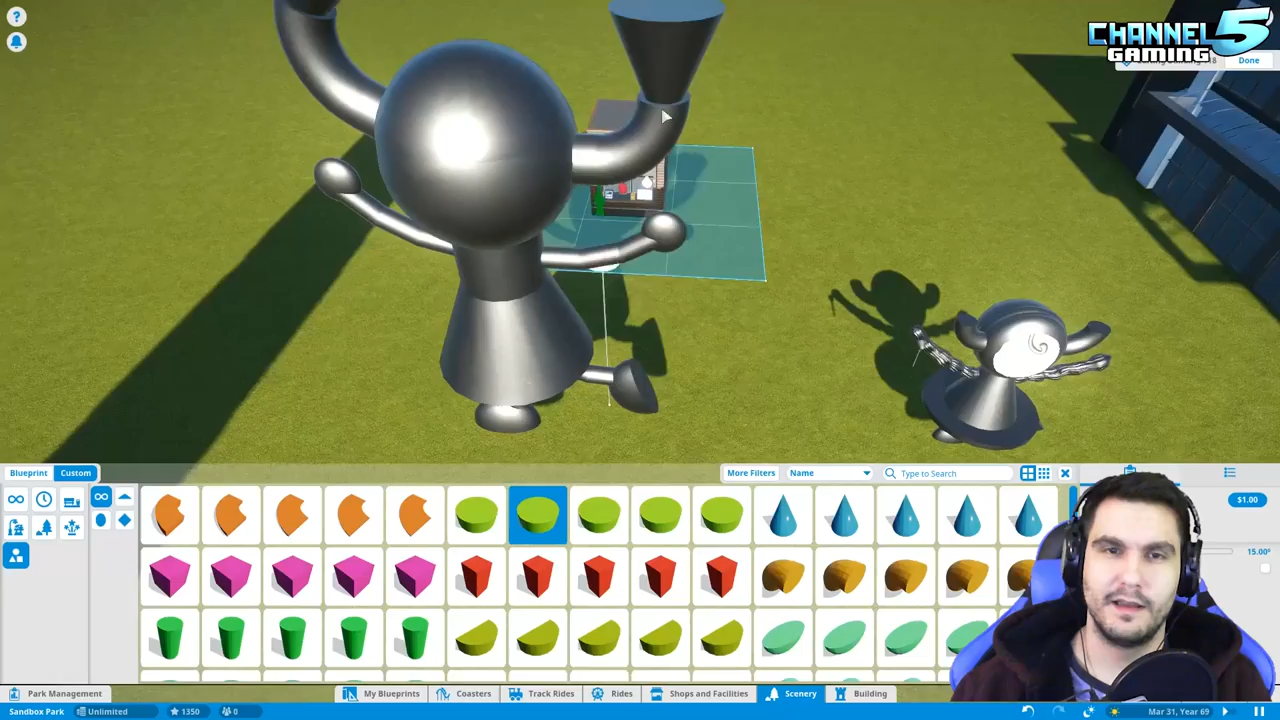 ?
CHANNEL 5
GAMING
Done
Blueprint Custom
More Filters Name Type to Search
$1.00
15.00°
Park Management My Blueprints Coasters Track Rides Rides Shops and Facilities Scenery Building
Sandbox Park Unlimited 1350 0 Mar 31, Year 69